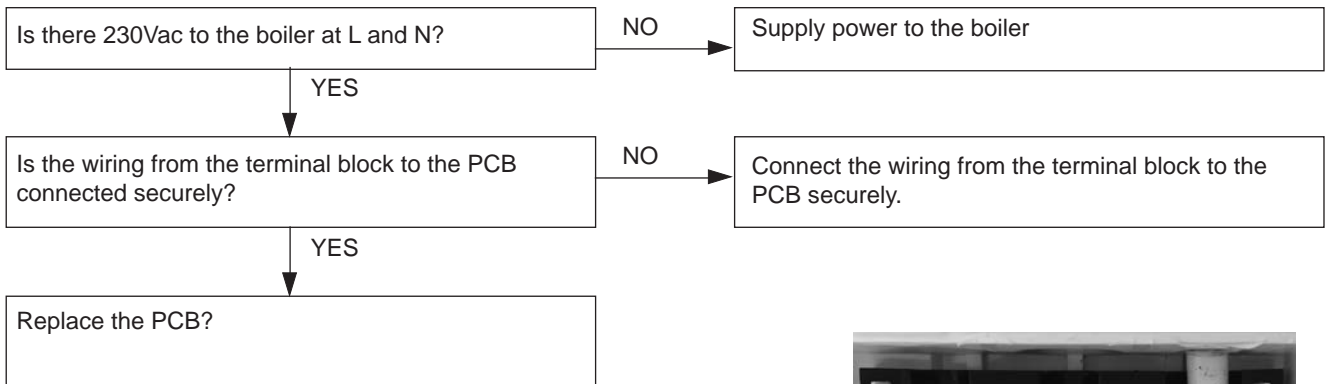 Is there 230Vac to the boiler at L and N?
NO
Supply power to the boiler
YES
Is the wiring from the terminal block to the PCB
connected securely?
NO
Connect the wiring from the terminal block to the
PCB securely.
YES
Replace the PCB?